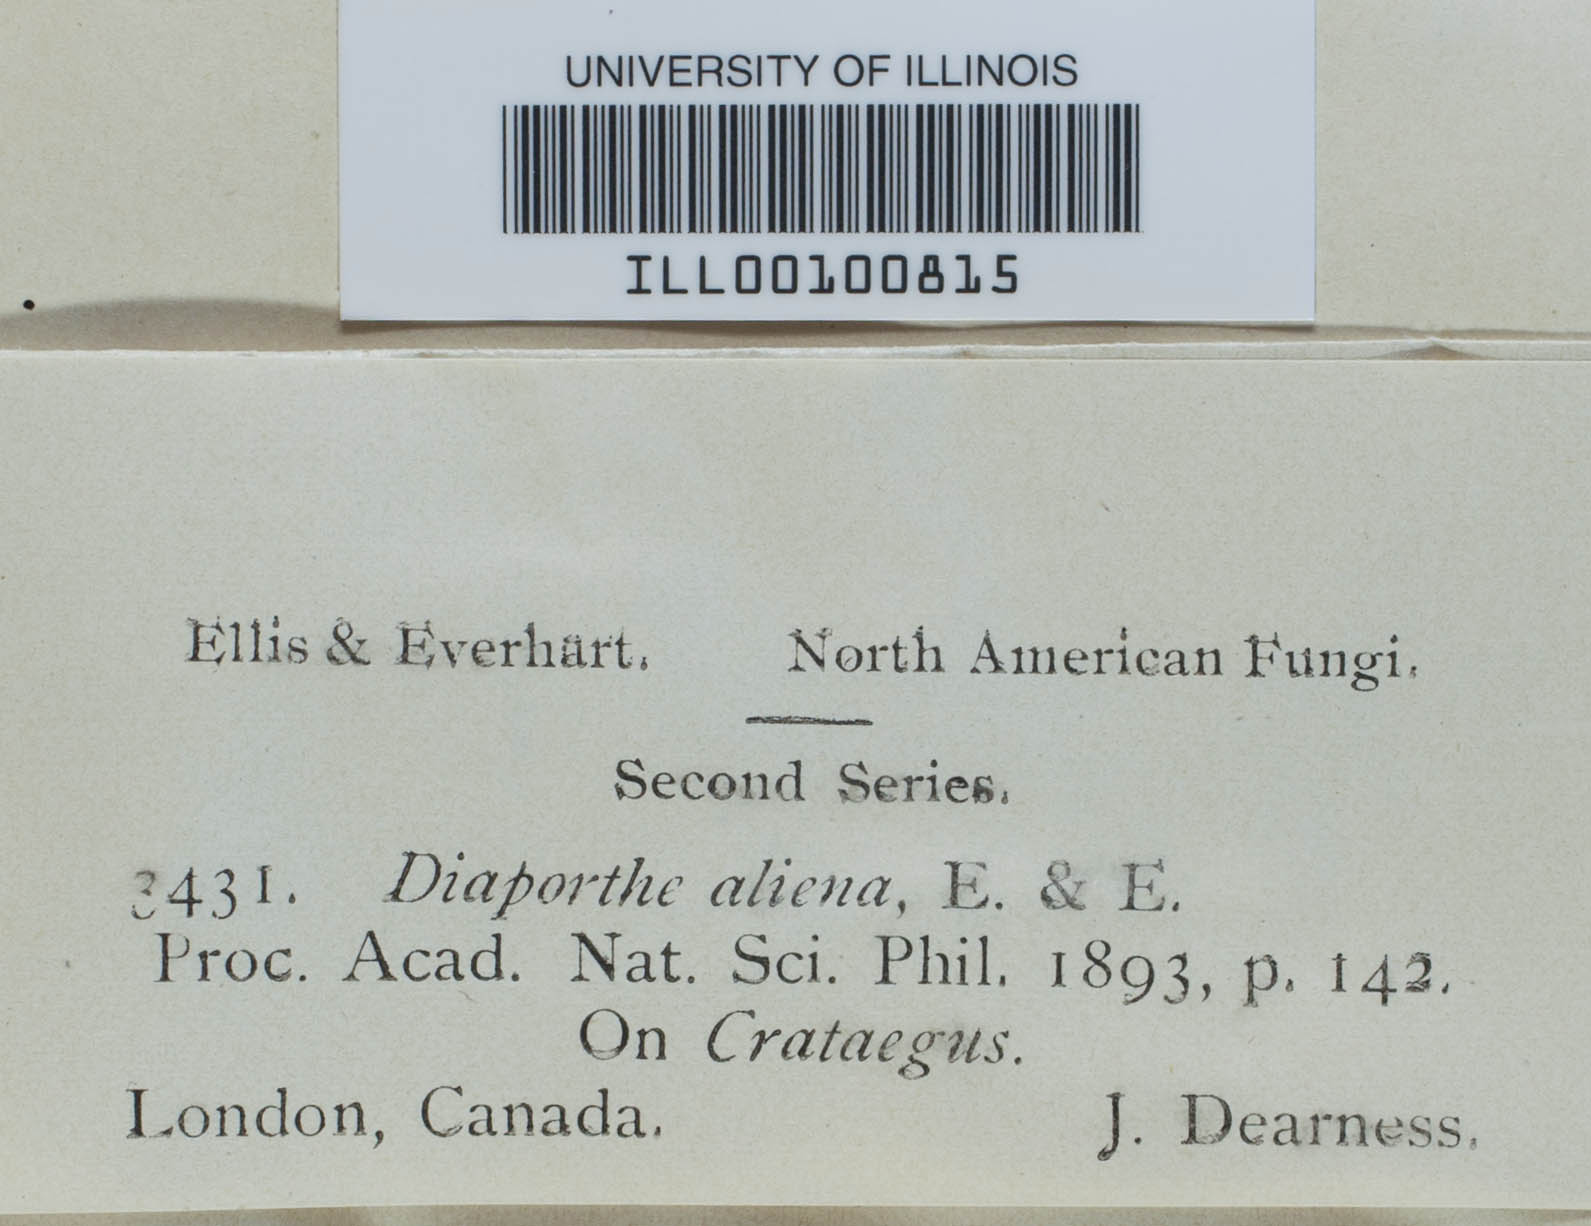 UNIVERSITY OF ILLINOIS
ILL00100815
Ellis & Everhart. North American Fungi.
Second Series.
3431. Diaporthe aliena, E. & E.
Proc. Acad. Nat. Sci. Phil. 1893, p. 142.
On Crataegus.
London, Canada. J. Dearness.